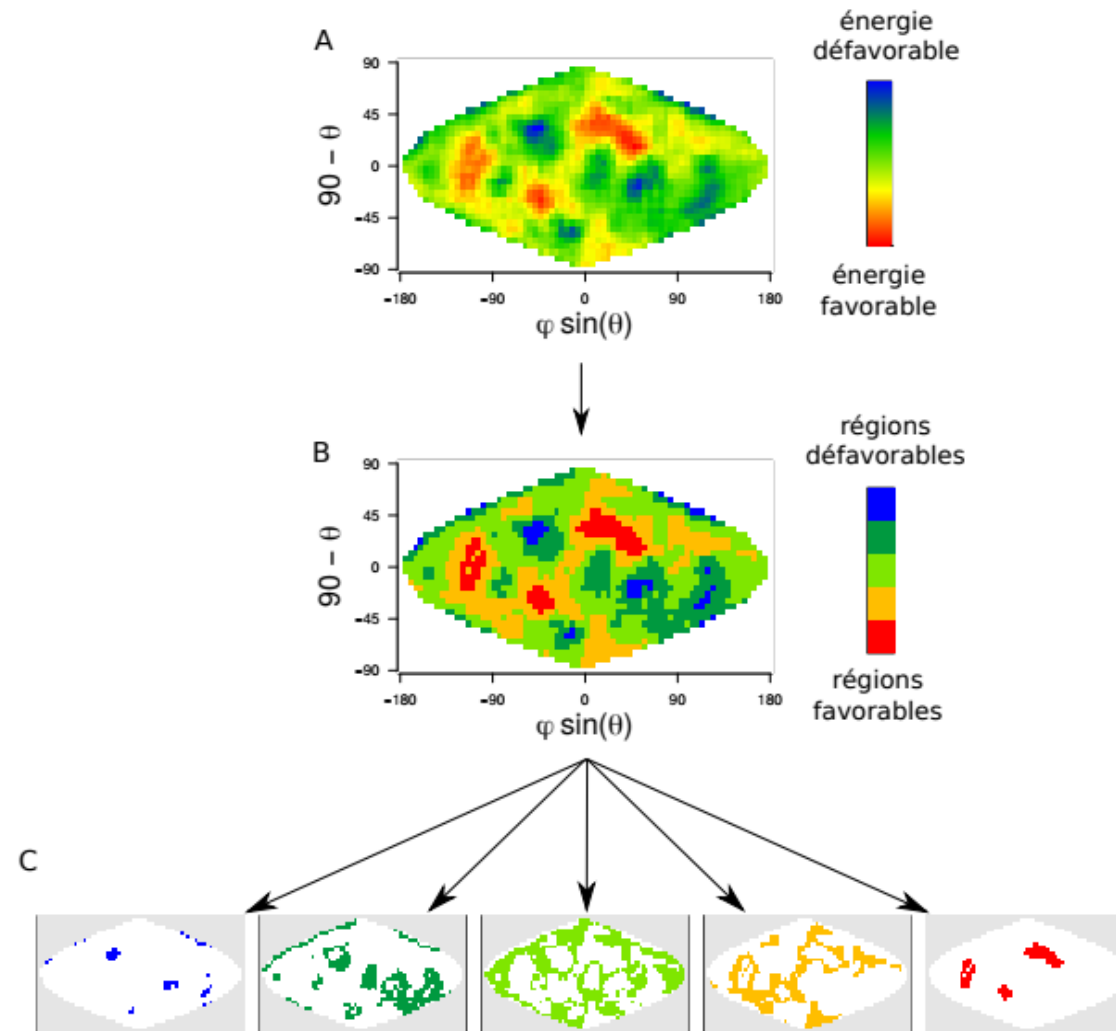 A
énergie
défavorable
90
45
0
-45
-90
90 − θ
-180
-90
0
90
180
φ sin(θ)
énergie
favorable
B
régions
défavorables
90
45
0
-45
-90
90 − θ
-180
-90
0
90
180
φ sin(θ)
régions
favorables
C